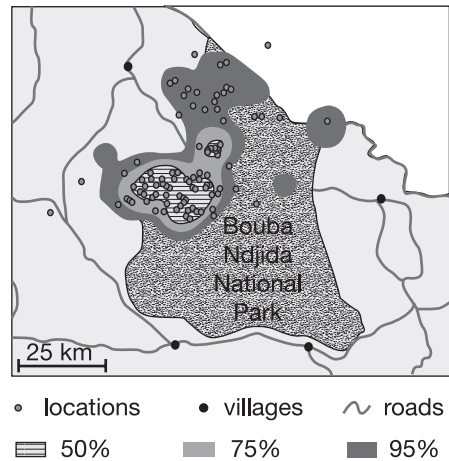 Bouba
Ndjida
National
Park
25 km
locations villages roads
50% 75% 95%